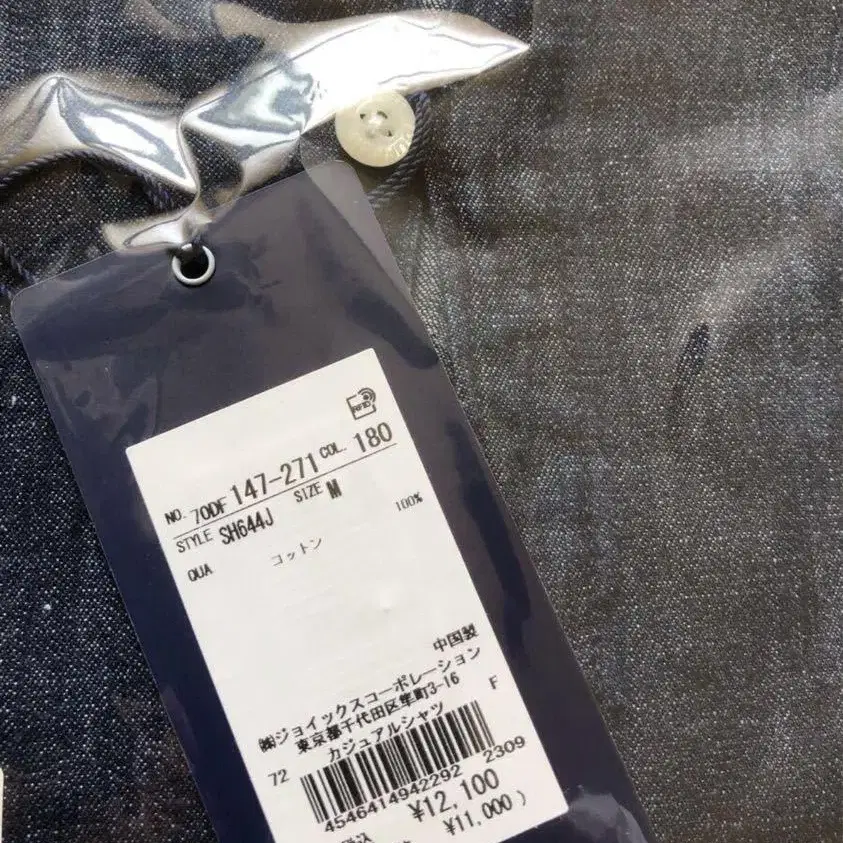 RFID
NO. 70DF 147-271 COL. 180
STYLE SH644J SIZE M
QUA コットン 100%
中国製
㈱ジョイックスコーポレーション
東京都千代田区隼町3-16 F
カジュアルシャツ
72 2309
4546414942292
¥12,100
¥11,000)